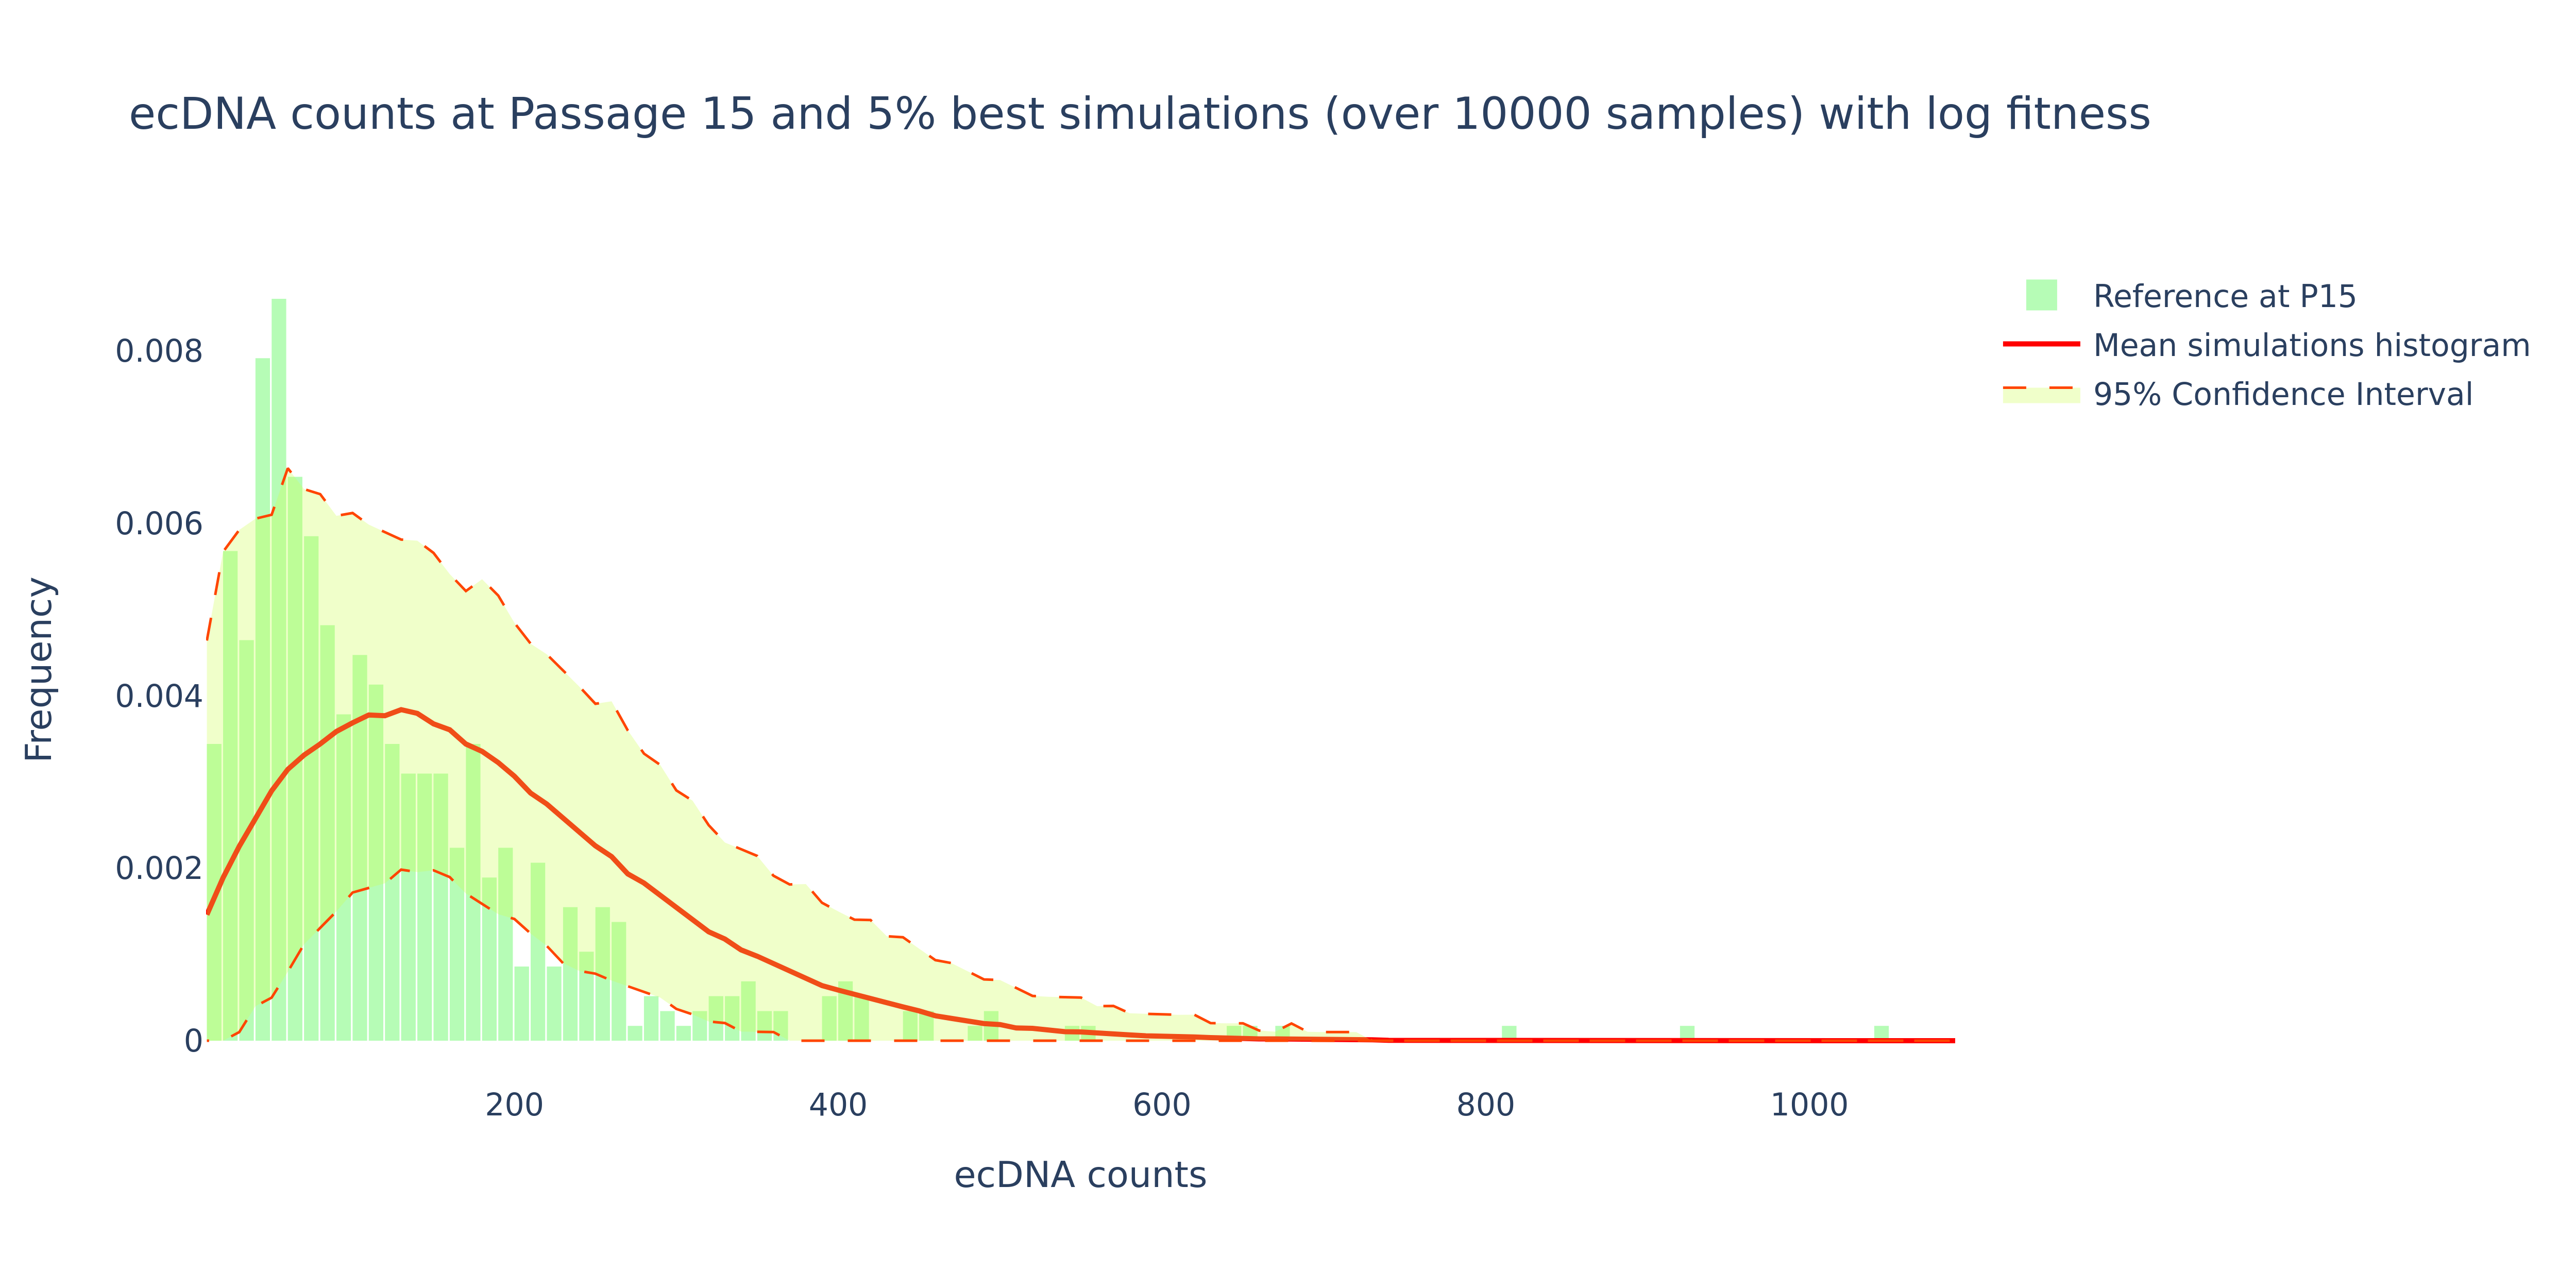 ecDNA counts at Passage 15 and 5% best simulations (over 10000 samples) with log fitness
Reference at P15
Mean simulations histogram
95% Confidence Interval
Frequency
0.008
0.006
0.004
0.002
0
200
400
600
800
1000
ecDNA counts